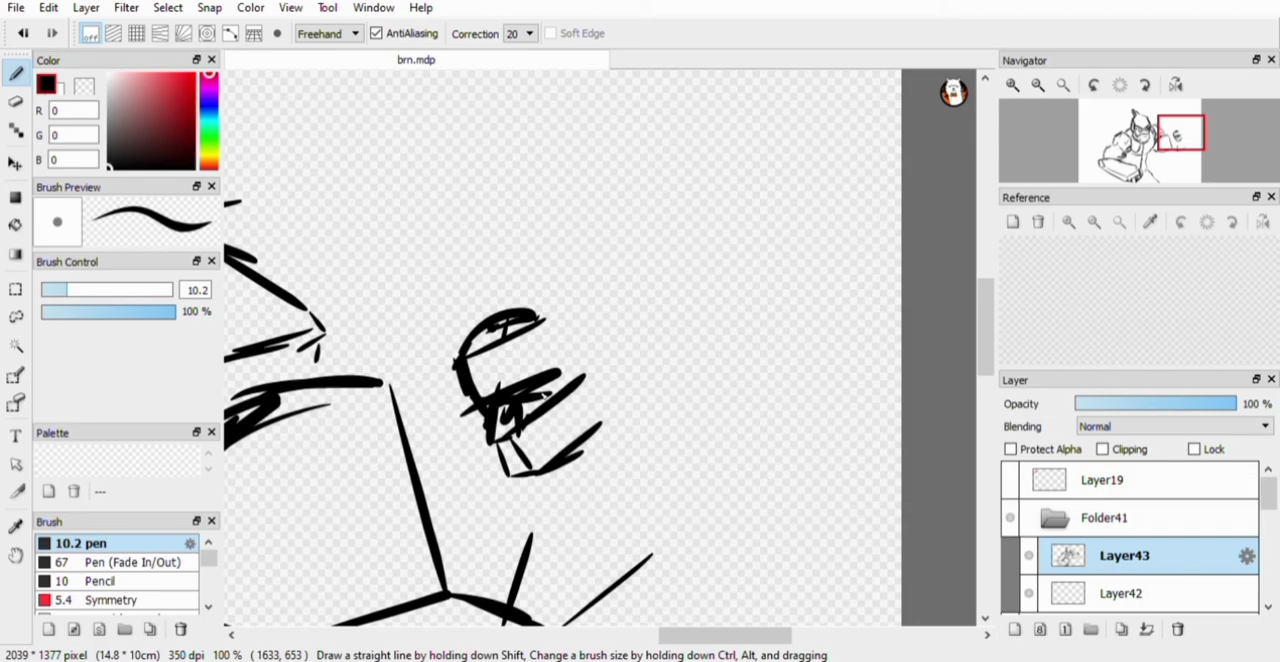 File Edit Layer Filter Select Snap Color View Tool Window Help
off Freehand AntiAliasing Correction 20 Soft Edge
Color
brn.mdp
Navigator
R 0
G 0
B 0
Brush Preview
Reference
Brush Control
10.2
100 %
Layer
Opacity 100 %
Blending Normal
Palette
Protect Alpha Clipping Lock
Layer19
---
Folder41
Brush
10.2 pen
67 Pen (Fade In/Out)
10 Pencil
5.4 Symmetry
Layer43
Layer42
2039 * 1377 pixel (14.8 * 10cm) 350 dpi 100 % ( 1633, 653 ) Draw a straight line by holding down Shift, Change a brush size by holding down Ctrl, Alt, and dragging